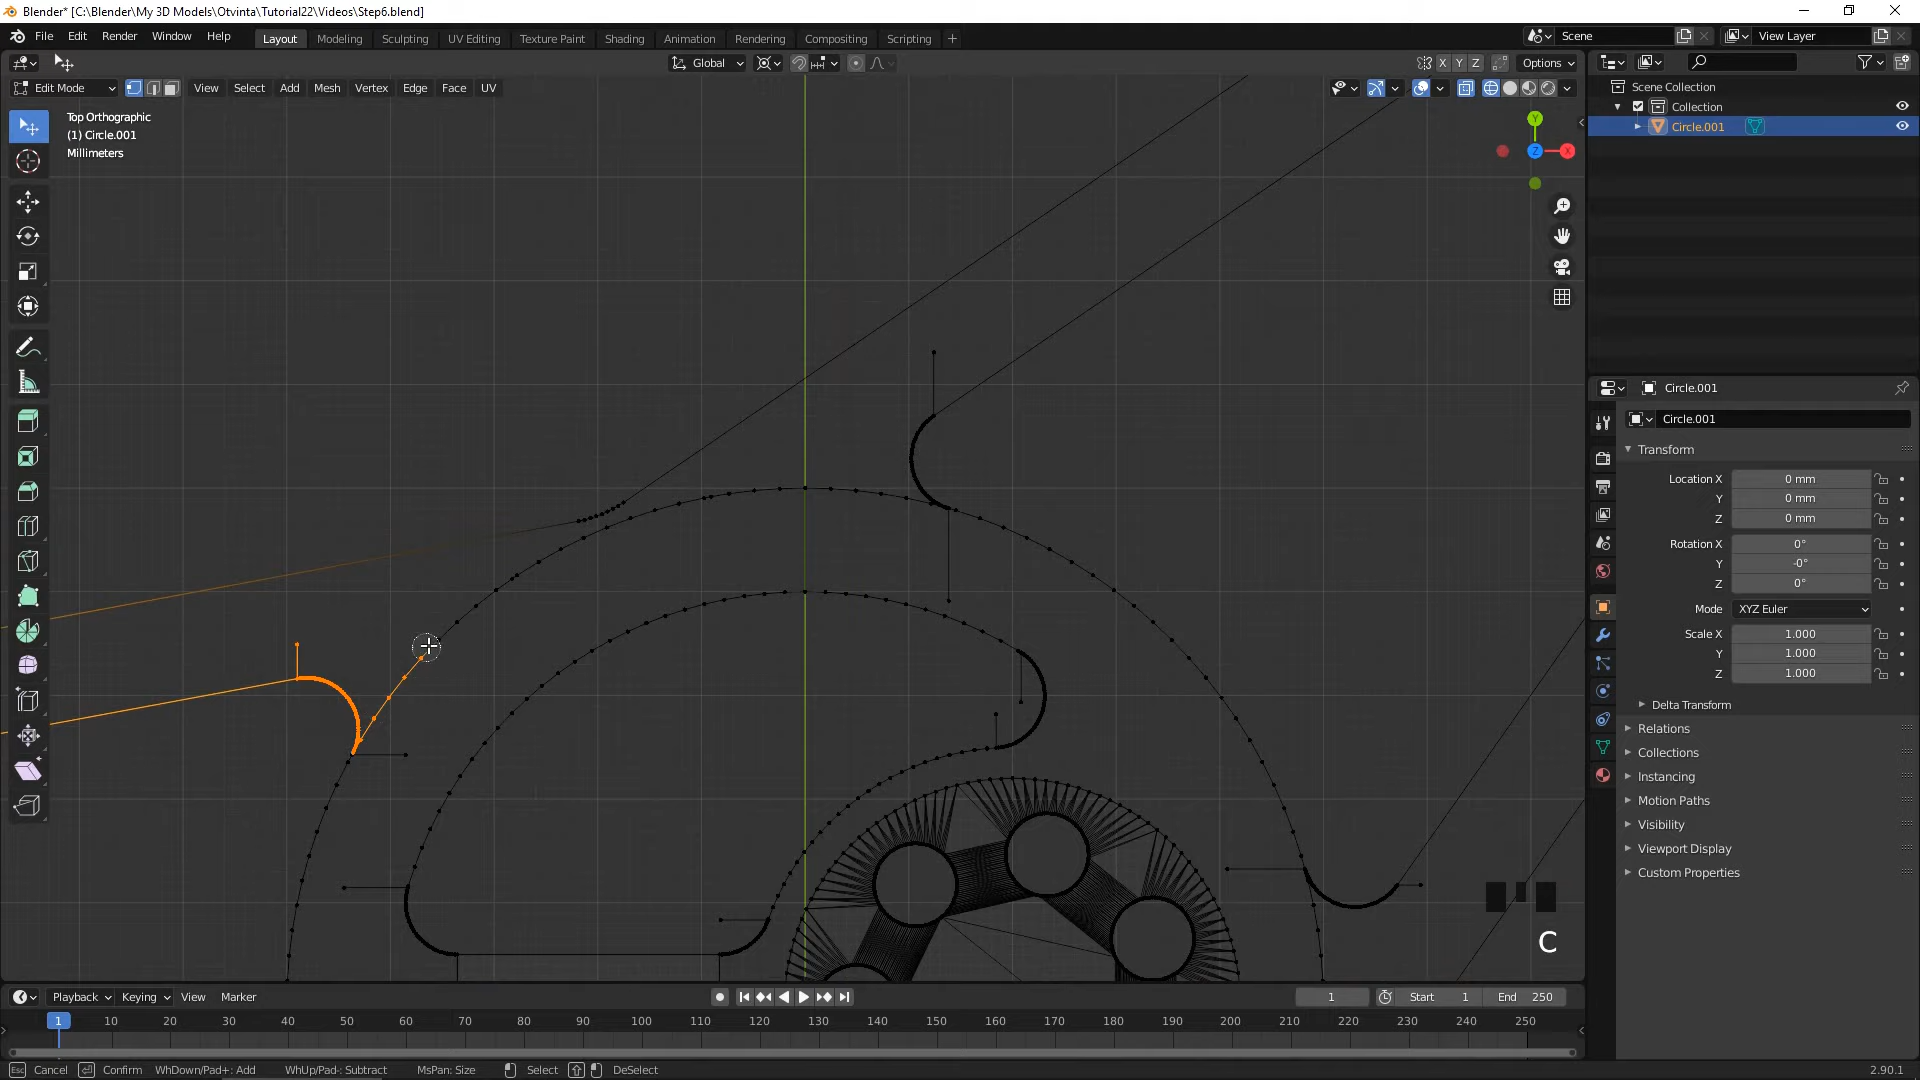 Blender* [C:\Blender\My 3D Models\Otvinta\Tutorial22\Videos\Step6.blend]
File Edit Render Window Help Layout Modeling Sculpting UV Editing Texture Paint Shading Animation Rendering Compositing Scripting + Scene View Layer
Global X Y Z Options
Edit Mode View Select Add Mesh Vertex Edge Face UV
Scene Collection
Collection
Circle.001
Top Orthographic
(1) Circle.001
Millimeters
Y
Z X
Circle.001
Circle.001
Transform
Location X 0 mm
Y 0 mm
Z 0 mm
Rotation X 0°
Y -0°
Z 0°
Mode XYZ Euler
Scale X 1.000
Y 1.000
Z 1.000
Delta Transform
Relations
Collections
Instancing
Motion Paths
Visibility
Viewport Display
Custom Properties
C
Playback Keying View Marker 1 Start 1 End 250
1 10 20 30 40 50 60 70 80 90 100 110 120 130 140 150 160 170 180 190 200 210 220 230 240 250
Esc Cancel Confirm WhDown/Pad+: Add WhUp/Pad-: Subtract MsPan: Size Select DeSelect 2.90.1